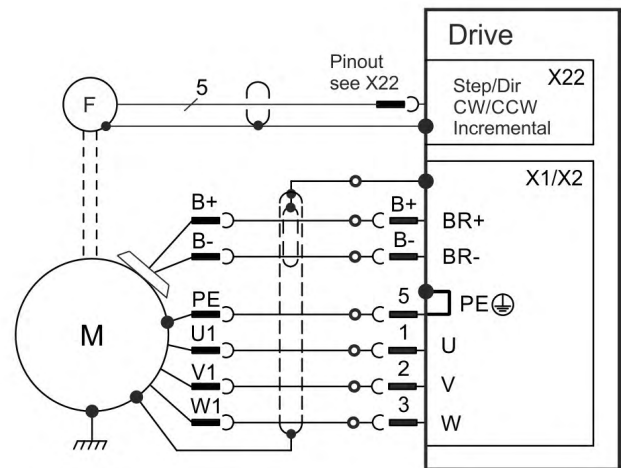 Drive
Pinout
see X22
X22
5
F
Step/Dir
CW/CCW
Incremental
X1/X2
B+
B+
BR+
B-
B-
BR-
PE
5
PE
M
U1
1
U
V1
2
V
W1
3
W